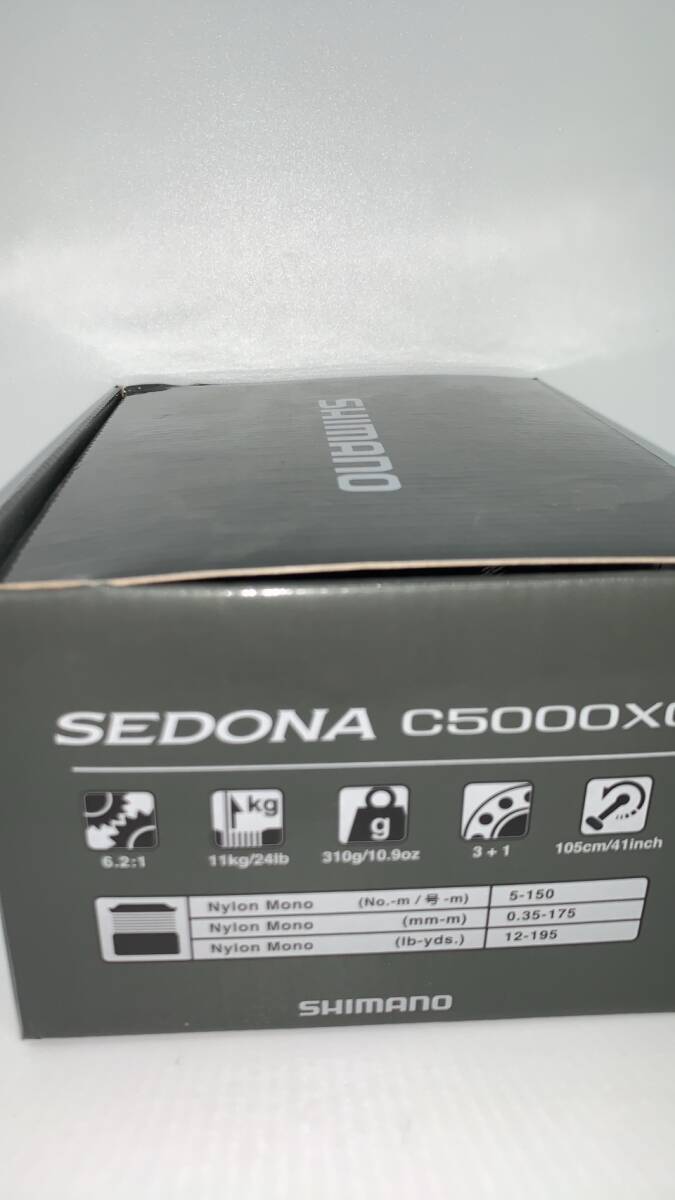 SHIMANO
SEDONA C5000X
kg
g
6.2:1
11kg/24lb
310g/10.9oz
3+1
105cm/41inch
Nylon Mono (No.-m / 号-m) 5-150
Nylon Mono (mm-m) 0.35-175
Nylon Mono (lb-yds.) 12-195
SHIMANO